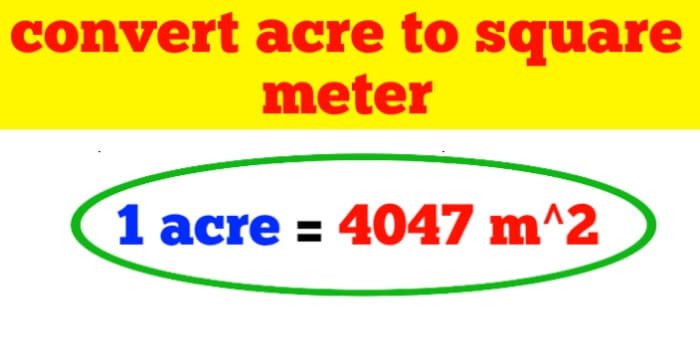 convert acre to square
meter
1 acre = 4047 m^2